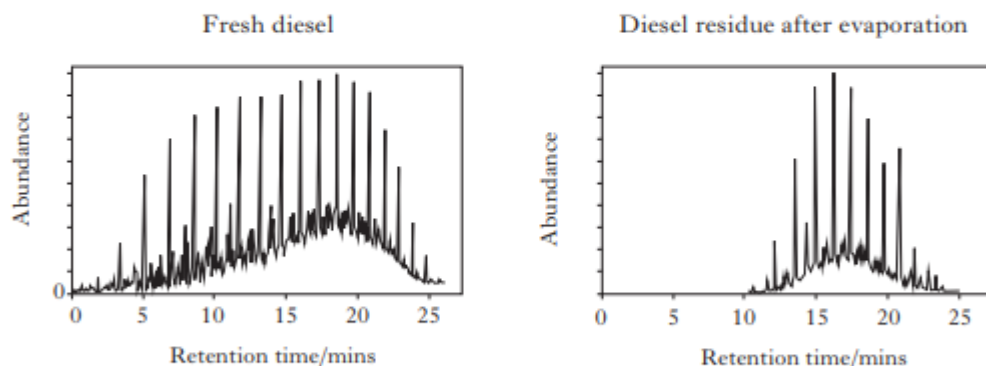 Fresh diesel
Abundance
0
0 5 10 15 20 25
Retention time/mins
Diesel residue after evaporation
Abundance
0 5 10 15 20 25
Retention time/mins